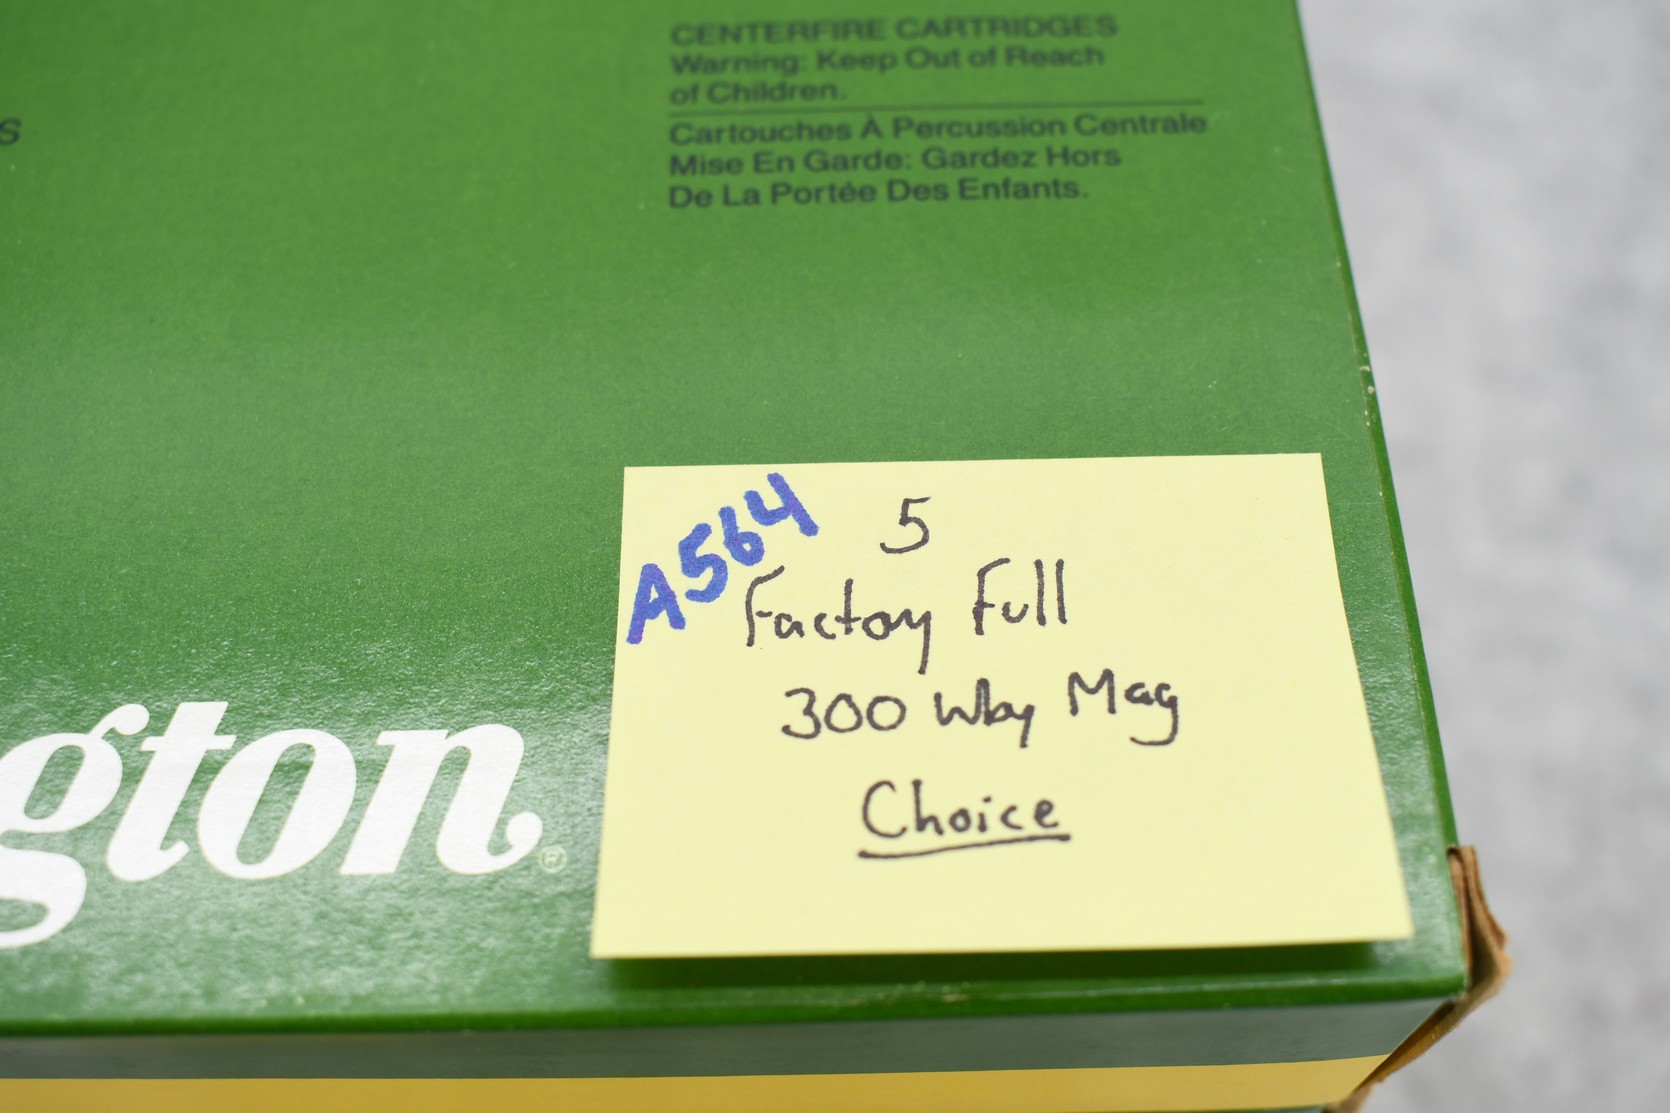 CENTERFIRE CARTRIDGES
Warning: Keep Out of Reach
of Children.
Cartouches À Percussion Centrale
Mise En Garde: Gardez Hors
De La Portée Des Enfants.
s
gton®
A564
5
Factory Full
300 Wby Mag
Choice